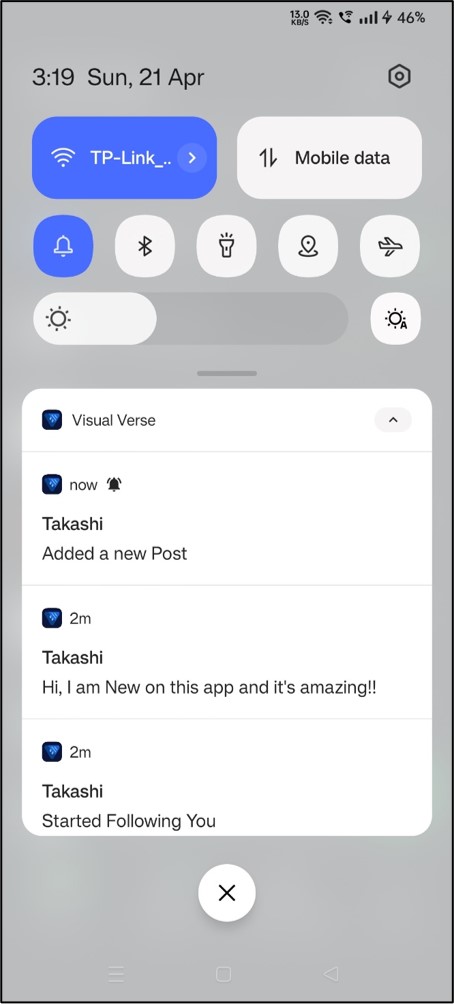 13.0 KB/S 46%
3:19 Sun, 21 Apr
TP-Link_.. Mobile data
A
Visual Verse
now
Takashi
Added a new Post
2m
Takashi
Hi, I am New on this app and it's amazing!!
2m
Takashi
Started Following You